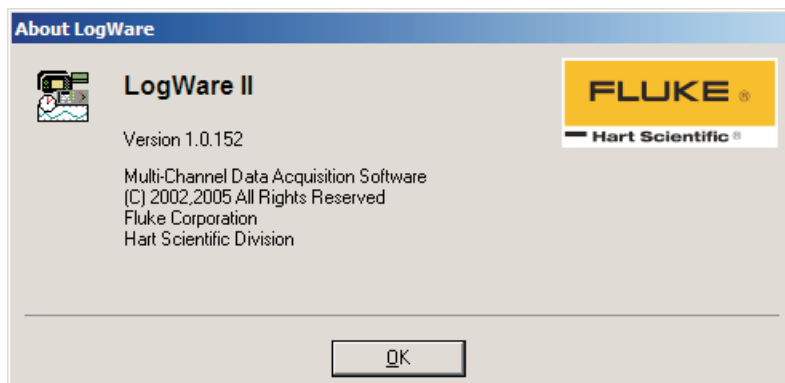 About LogWare
LogWare II
FLUKE ®
Hart Scientific ®
Version 1.0.152
Multi-Channel Data Acquisition Software
(C) 2002,2005 All Rights Reserved
Fluke Corporation
Hart Scientific Division
OK